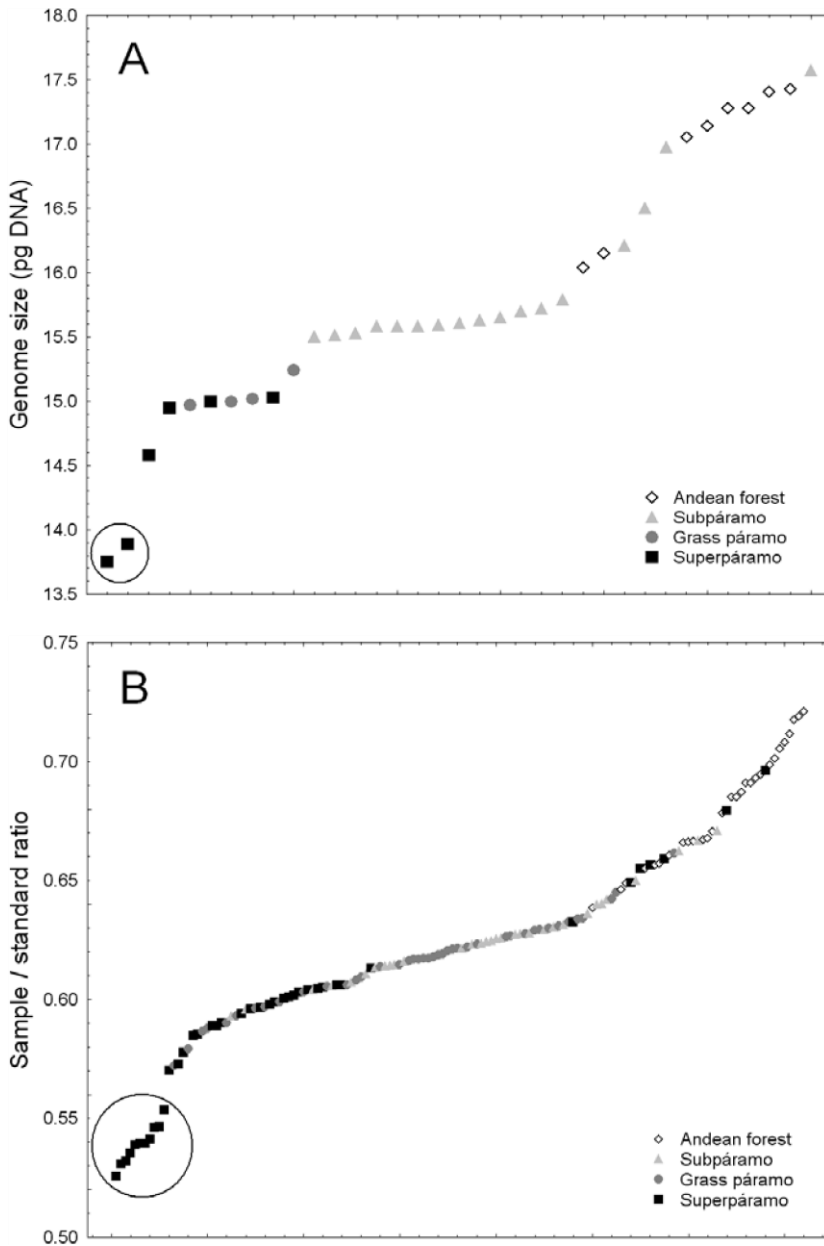 A
Genome size (pg DNA)
18.0
17.5
17.0
16.5
16.0
15.5
15.0
14.5
14.0
13.5
Andean forest
Subpáramo
Grass páramo
Superpáramo
B
Sample / standard ratio
0.75
0.70
0.65
0.60
0.55
0.50
Andean forest
Subpáramo
Grass páramo
Superpáramo